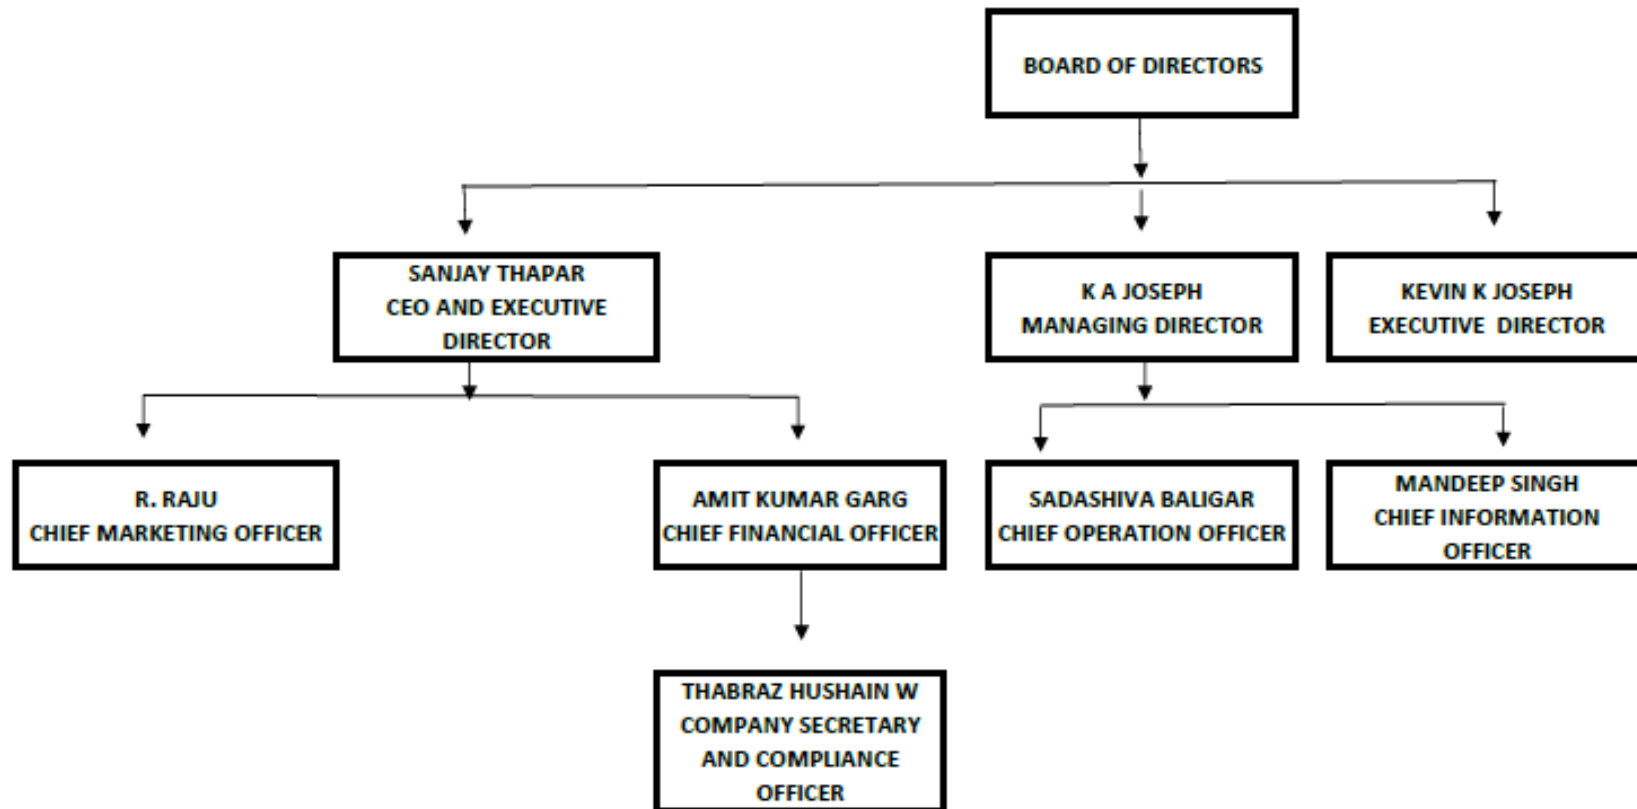 BOARD OF DIRECTORS
SANJAY THAPAR
CEO AND EXECUTIVE
DIRECTOR
K A JOSEPH
MANAGING DIRECTOR
KEVIN K JOSEPH
EXECUTIVE DIRECTOR
R. RAJU
CHIEF MARKETING OFFICER
AMIT KUMAR GARG
CHIEF FINANCIAL OFFICER
SADASHIVA BALIGAR
CHIEF OPERATION OFFICER
MANDEEP SINGH
CHIEF INFORMATION
OFFICER
THABRAZ HUSHAIN W
COMPANY SECRETARY
AND COMPLIANCE
OFFICER